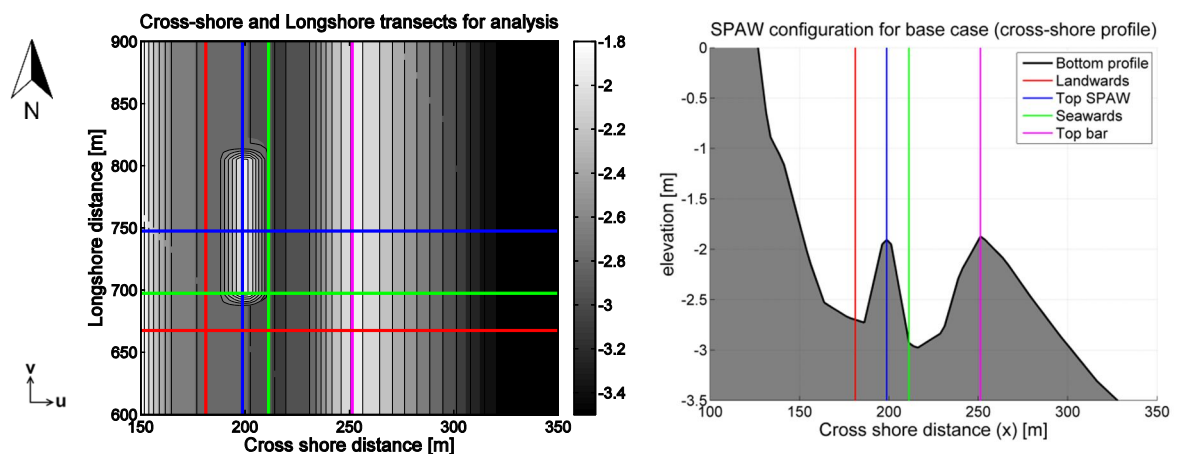 Cross-shore and Longshore transects for analysis
N
v
u
Longshore distance [m]
900
850
800
750
700
650
600
150 200 250 300 350
Cross shore distance [m]
-1.8
-2
-2.2
-2.4
-2.6
-2.8
-3
-3.2
-3.4
SPAW configuration for base case (cross-shore profile)
elevation [m]
0
-0.5
-1
-1.5
-2
-2.5
-3
-3.5
100 150 200 250 300 350
Cross shore distance (x) [m]
Bottom profile
Landwards
Top SPAW
Seawards
Top bar